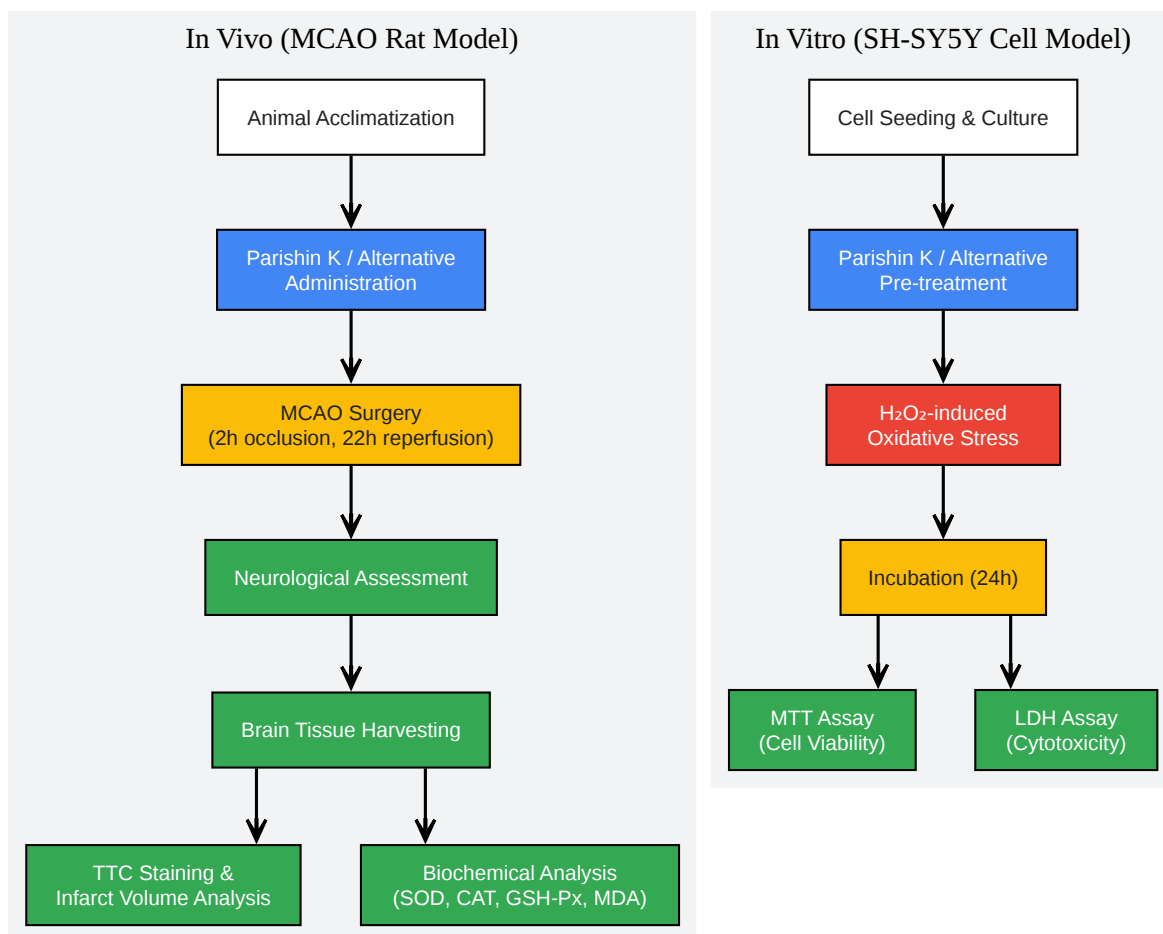 In Vivo (MCAO Rat Model)
Animal Acclimatization
Parishin K / Alternative
Administration
MCAO Surgery
(2h occlusion, 22h reperfusion)
Neurological Assessment
Brain Tissue Harvesting
TTC Staining &
Infarct Volume Analysis
Biochemical Analysis
(SOD, CAT, GSH-Px, MDA)
In Vitro (SH-SY5Y Cell Model)
Cell Seeding & Culture
Parishin K / Alternative
Pre-treatment
H₂O₂-induced
Oxidative Stress
Incubation (24h)
MTT Assay
(Cell Viability)
LDH Assay
(Cytotoxicity)